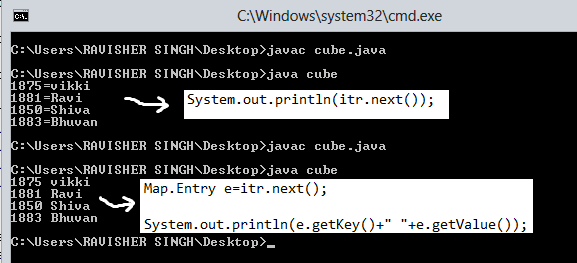 C:\Windows\system32\cmd.exe
C:\Users\RAVISHER SINGH\Desktop>javac cube.java
C:\Users\RAVISHER SINGH\Desktop>java cube
1875=vikki
1881=Ravi
1850=Shiva
1883=Bhuvan
System.out.println(itr.next());
C:\Users\RAVISHER SINGH\Desktop>javac cube.java
C:\Users\RAVISHER SINGH\Desktop>java cube
1875 vikki
1881 Ravi
1850 Shiva
1883 Bhuvan
Map.Entry e=itr.next();
System.out.println(e.getKey()+" "+e.getValue());
C:\Users\RAVISHER SINGH\Desktop>_